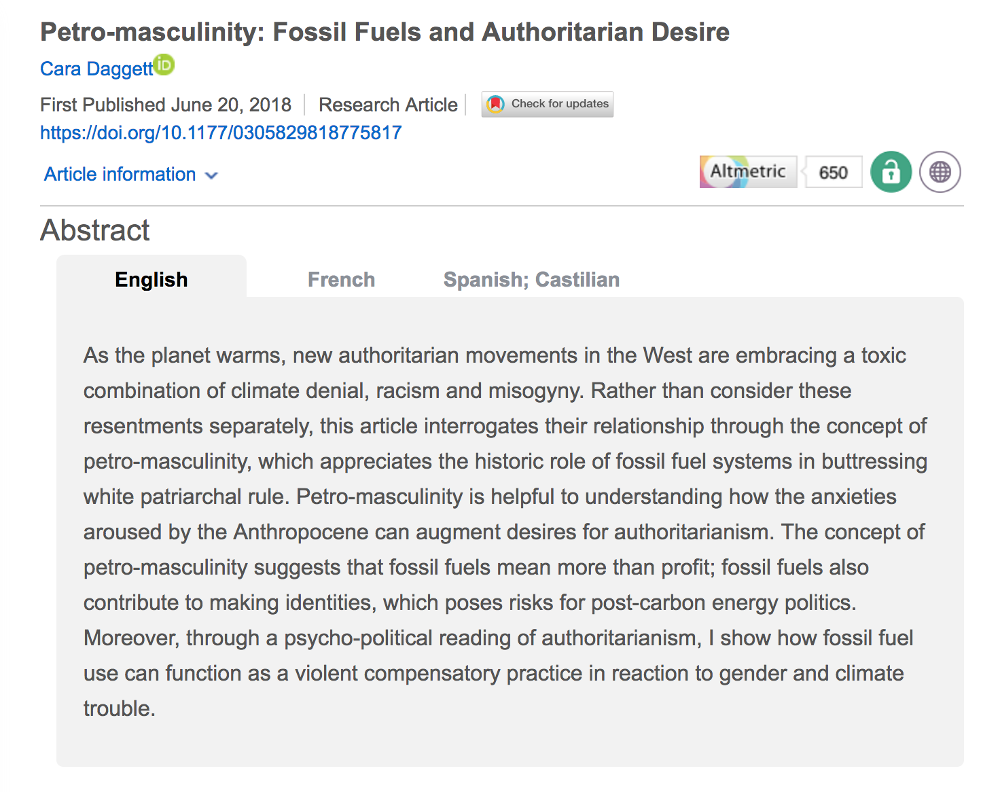 Petro-masculinity: Fossil Fuels and Authoritarian Desire
Cara Daggett iD
First Published June 20, 2018 Research Article Check for updates
https://doi.org/10.1177/0305829818775817
Article information
Altmetric 650
Abstract
English French Spanish; Castilian
As the planet warms, new authoritarian movements in the West are embracing a toxic
combination of climate denial, racism and misogyny. Rather than consider these
resentments separately, this article interrogates their relationship through the concept of
petro-masculinity, which appreciates the historic role of fossil fuel systems in buttressing
white patriarchal rule. Petro-masculinity is helpful to understanding how the anxieties
aroused by the Anthropocene can augment desires for authoritarianism. The concept of
petro-masculinity suggests that fossil fuels mean more than profit; fossil fuels also
contribute to making identities, which poses risks for post-carbon energy politics.
Moreover, through a psycho-political reading of authoritarianism, I show how fossil fuel
use can function as a violent compensatory practice in reaction to gender and climate
trouble.